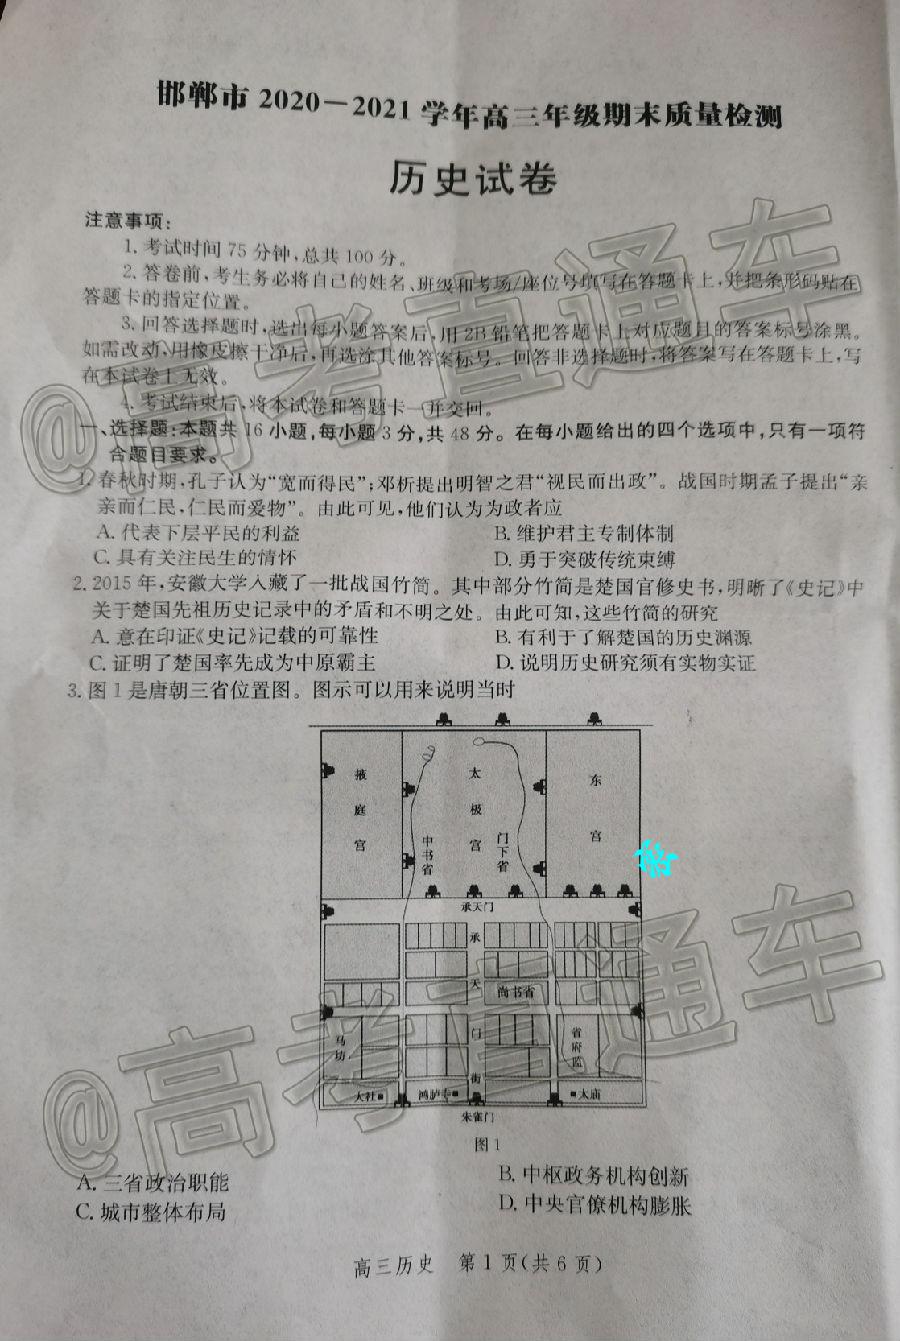 邯郸市2020—2021学年高三年级期末质量检测
历史试卷
注意事项：
1.考试时间75分钟，总共100分。
2.答卷前，考生务必将自己的姓名、班级和考场/座位号填写在答题卡上，并把条形码贴在
答题卡的指定位置。
3.回答选择题时，选出每小题答案后，用2B铅笔把答题卡上对应题目的答案标号涂黑。
如需改动，用橡皮擦干净后，再选涂其他答案标号。回答非选择题时，将答案写在答题卡上，写
在本试卷上无效。
4.考试结束后，将本试卷和答题卡一并交回。
一、选择题：本题共16小题，每小题3分，共48分。在每小题给出的四个选项中，只有一项符
合题目要求。
1.春秋时期，孔子认为“宽而得民”；邓析提出明智之君“视民而出政”。战国时期孟子提出“亲
亲而仁民，仁民而爱物”。由此可见，他们认为为政者应
A.代表下层平民的利益 B.维护君主专制体制
C.具有关注民生的情怀 D.勇于突破传统束缚
2.2015年，安徽大学入藏了一批战国竹简。其中部分竹简是楚国官修史书，明晰了《史记》中
关于楚国先祖历史记录中的矛盾和不明之处。由此可知，这些竹简的研究
A.意在印证《史记》记载的可靠性 B.有利于了解楚国的历史渊源
C.证明了楚国率先成为中原霸主 D.说明历史研究须有实物实证
3.图1是唐朝三省位置图。图示可以用来说明当时
掖庭宫
太极宫
东宫
中书省
门下省
承天门
承天门街
尚书省
马坊
省府监
大社
鸿胪寺
太庙
朱雀门
图1
A.三省政治职能 B.中枢政务机构创新
C.城市整体布局 D.中央官僚机构膨胀
高三历史 第1页(共6页)
@高考直通车
@高考直通车